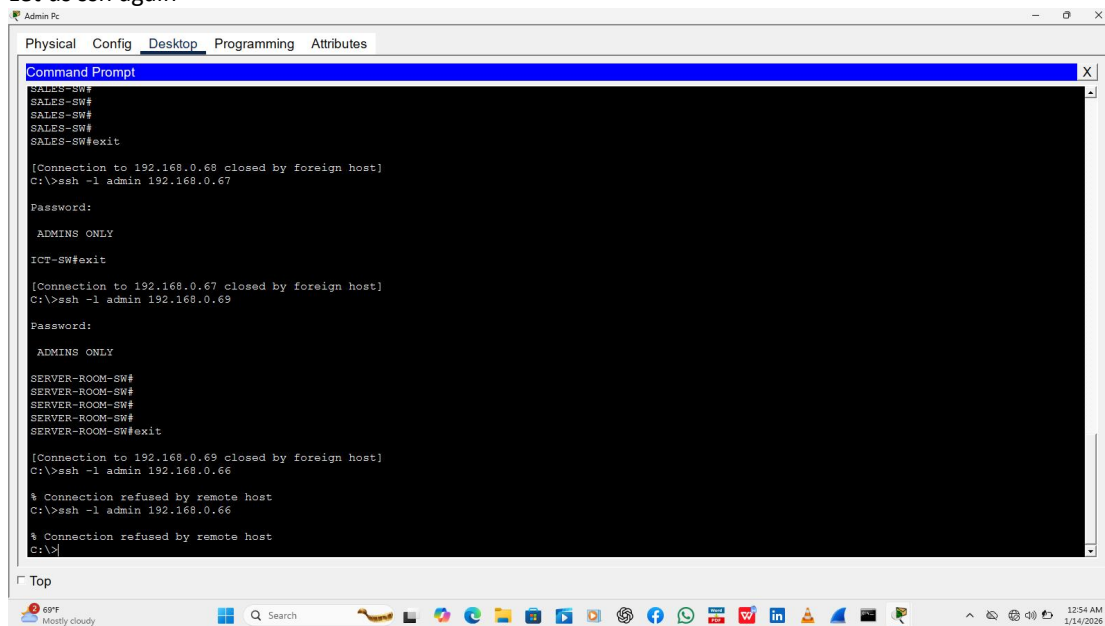 Admin Pc
Physical Config Desktop Programming Attributes
Command Prompt
X
SALES-SW#
SALES-SW#
SALES-SW#
SALES-SW#
SALES-SW#exit
[Connection to 192.168.0.68 closed by foreign host]
C:\>ssh -l admin 192.168.0.67
Password:
ADMINS ONLY
ICT-SW#exit
[Connection to 192.168.0.67 closed by foreign host]
C:\>ssh -l admin 192.168.0.69
Password:
ADMINS ONLY
SERVER-ROOM-SW#
SERVER-ROOM-SW#
SERVER-ROOM-SW#
SERVER-ROOM-SW#
SERVER-ROOM-SW#exit
[Connection to 192.168.0.69 closed by foreign host]
C:\>ssh -l admin 192.168.0.66
% Connection refused by remote host
C:\>ssh -l admin 192.168.0.66
% Connection refused by remote host
C:\>
Top
2
69°F
Mostly cloudy
Search
in
12:54 AM
1/14/2026